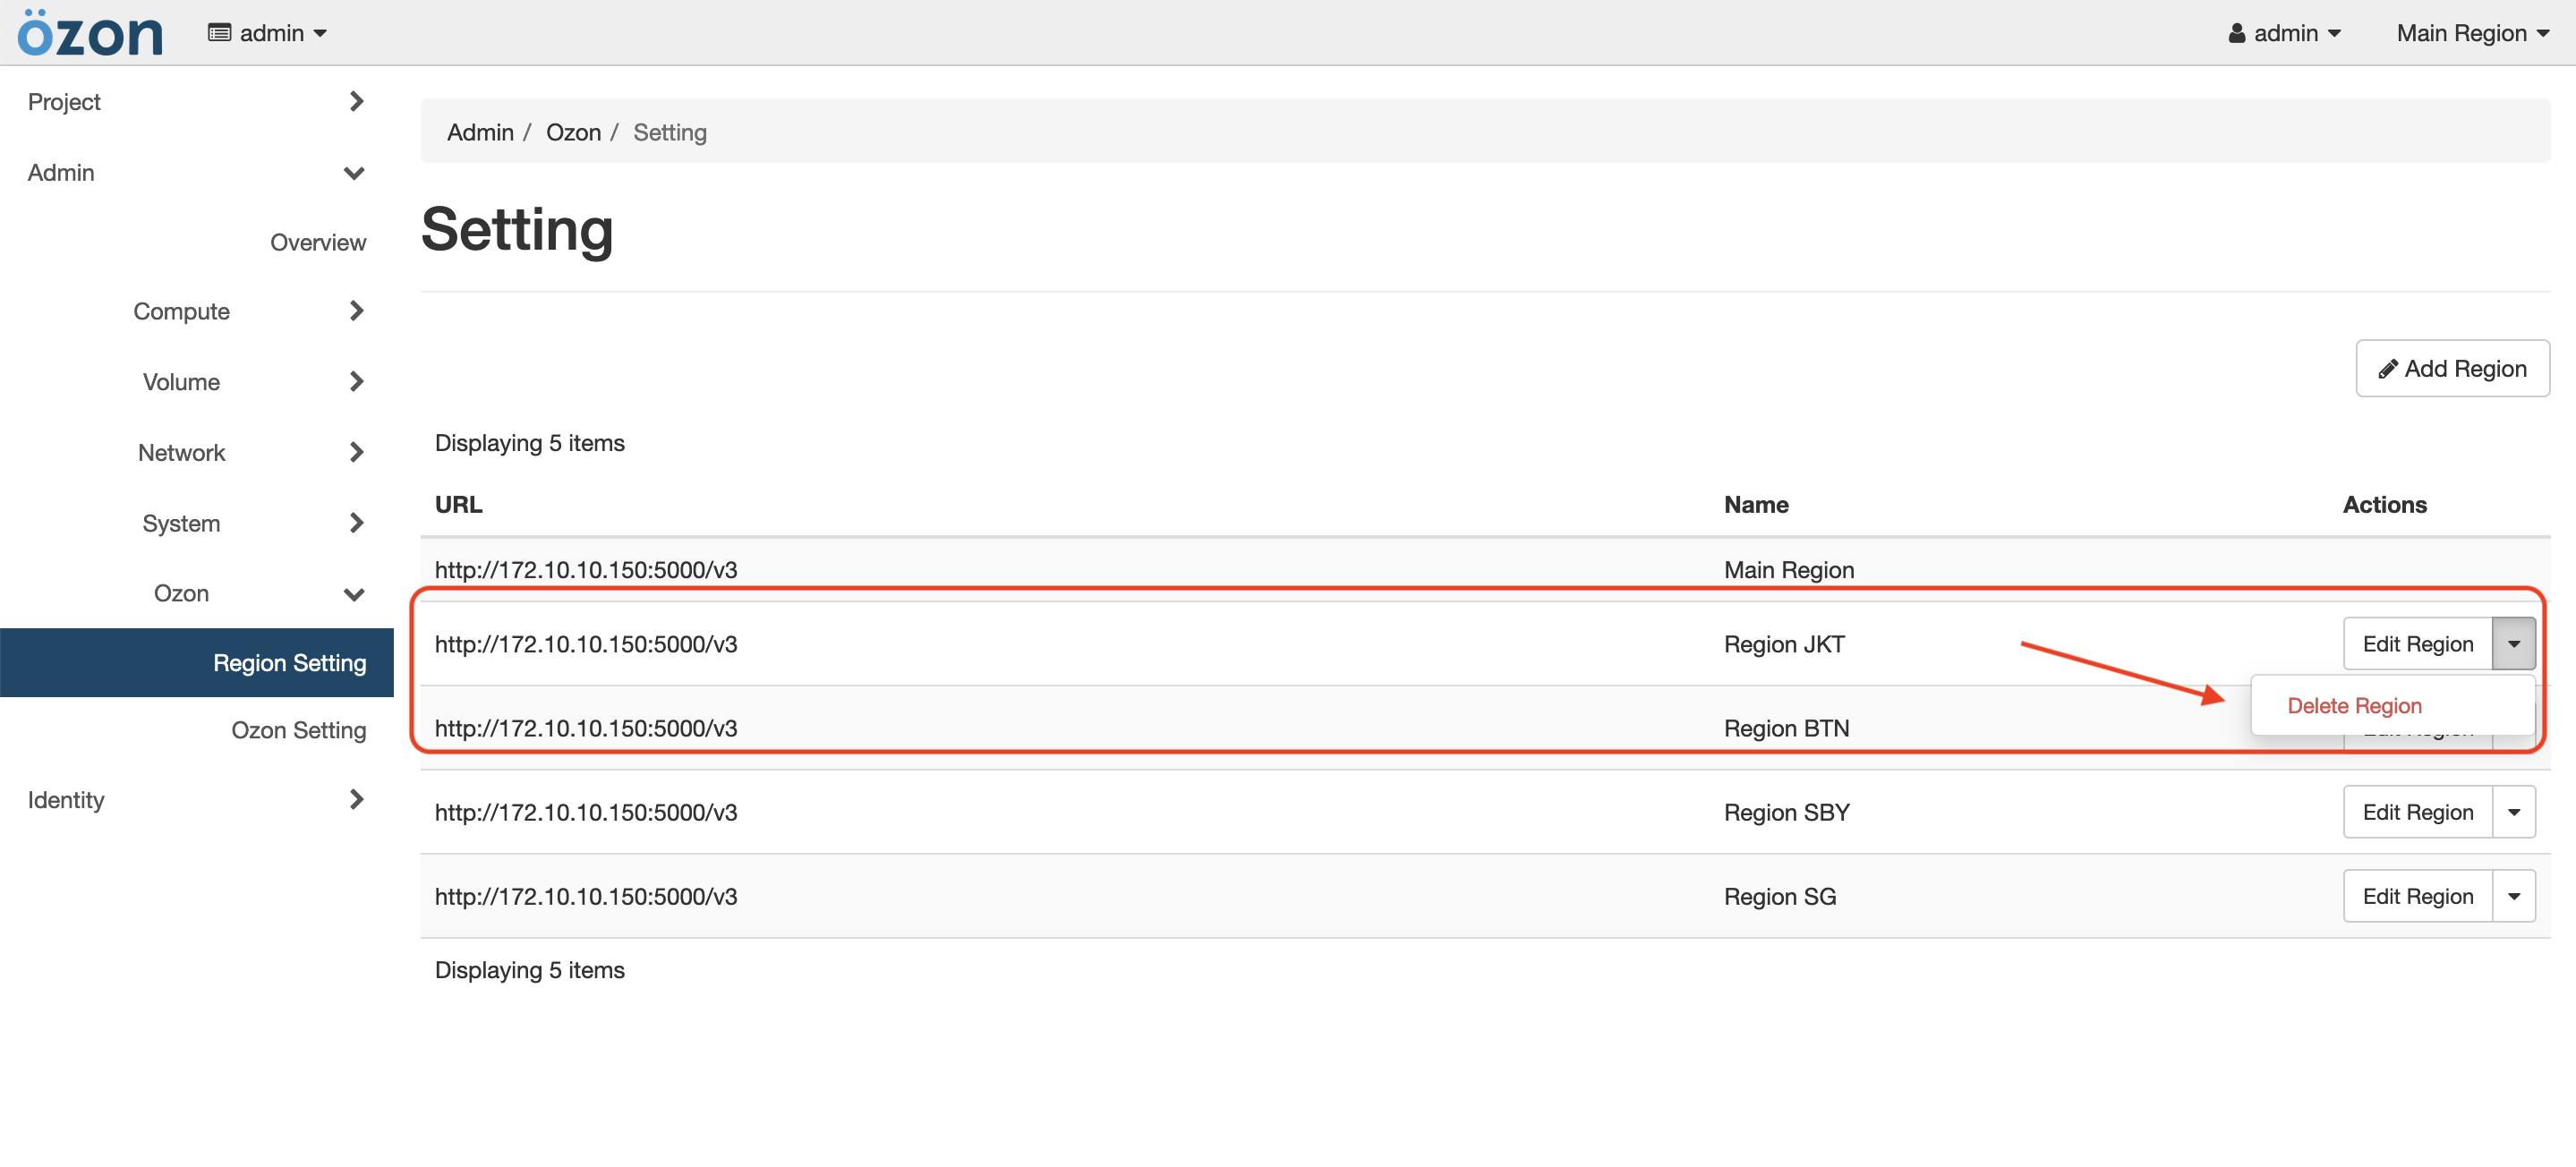 özon admin admin Main Region
Project
Admin
Overview
Compute
Volume
Network
System
Ozon
Region Setting
Ozon Setting
Identity
Admin / Ozon / Setting
Setting
Add Region
Displaying 5 items
URL Name Actions
http://172.10.10.150:5000/v3 Main Region
http://172.10.10.150:5000/v3 Region JKT Edit Region
Delete Region
http://172.10.10.150:5000/v3 Region BTN Edit Region
http://172.10.10.150:5000/v3 Region SBY Edit Region
http://172.10.10.150:5000/v3 Region SG Edit Region
Displaying 5 items